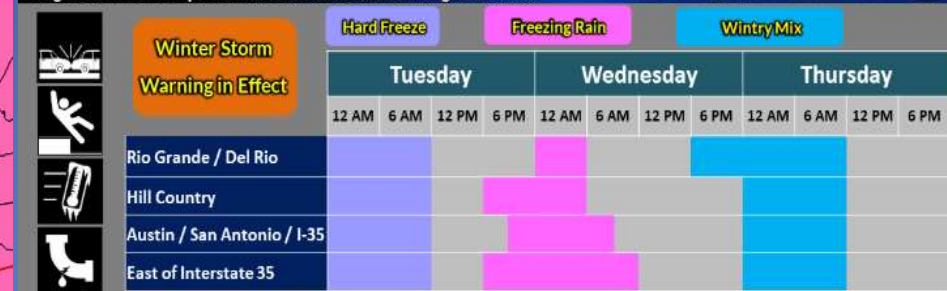 Hard Freeze Freezing Rain Wintry Mix
Winter Storm
Warning in Effect
Tuesday Wednesday Thursday
12 AM 6 AM 12 PM 6 PM 12 AM 6 AM 12 PM 6 PM 12 AM 6 AM 12 PM 6 PM
Rio Grande / Del Rio
Hill Country
Austin / San Antonio / I-35
East of Interstate 35